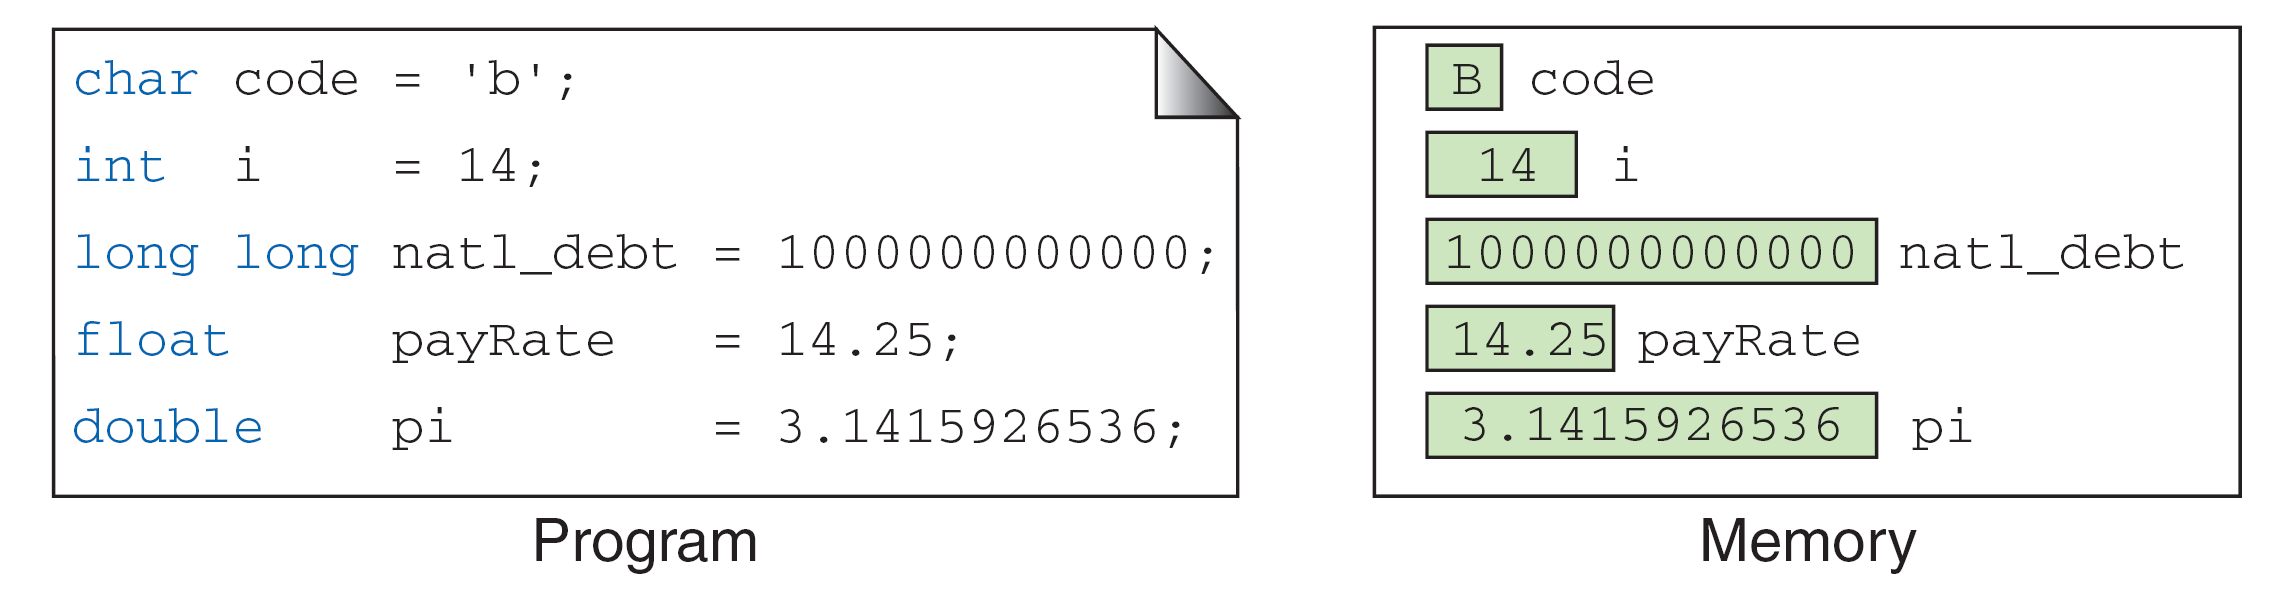 char code = 'b';
int i = 14;
long long natl_debt = 1000000000000;
float payRate = 14.25;
double pi = 3.1415926536;
Program
B code
14 i
1000000000000 natl_debt
14.25 payRate
3.1415926536 pi
Memory